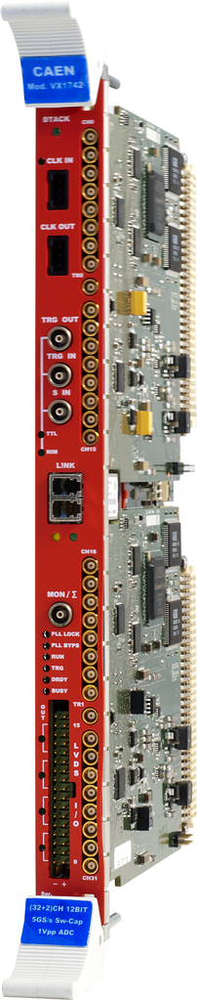 CAEN
Mod. VX1742
DTACK
CH0
CLK IN
CLK OUT
TR0
TRG OUT
TRG IN
S IN
TTL
NIM
CH15
LINK
CH16
MON / Σ
PLL LOCK
PLL BYPS
RUN
TRG
DRDY
BUSY
OUT
TR1
15
LVDS I/O
0
- +
CH31
Ser.
(32+2)CH 12BIT
5GS/s Sw-Cap
1Vpp ADC